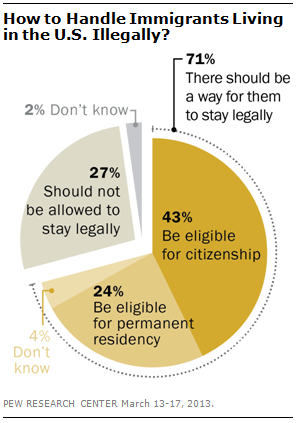 How to Handle Immigrants Living
in the U.S. Illegally?
71%
There should be
a way for them
to stay legally
2% Don't know
27%
Should not
be allowed to
stay legally
43%
Be eligible
for citizenship
24%
Be eligible
for permanent
residency
4%
Don't
know
PEW RESEARCH CENTER March 13-17, 2013.